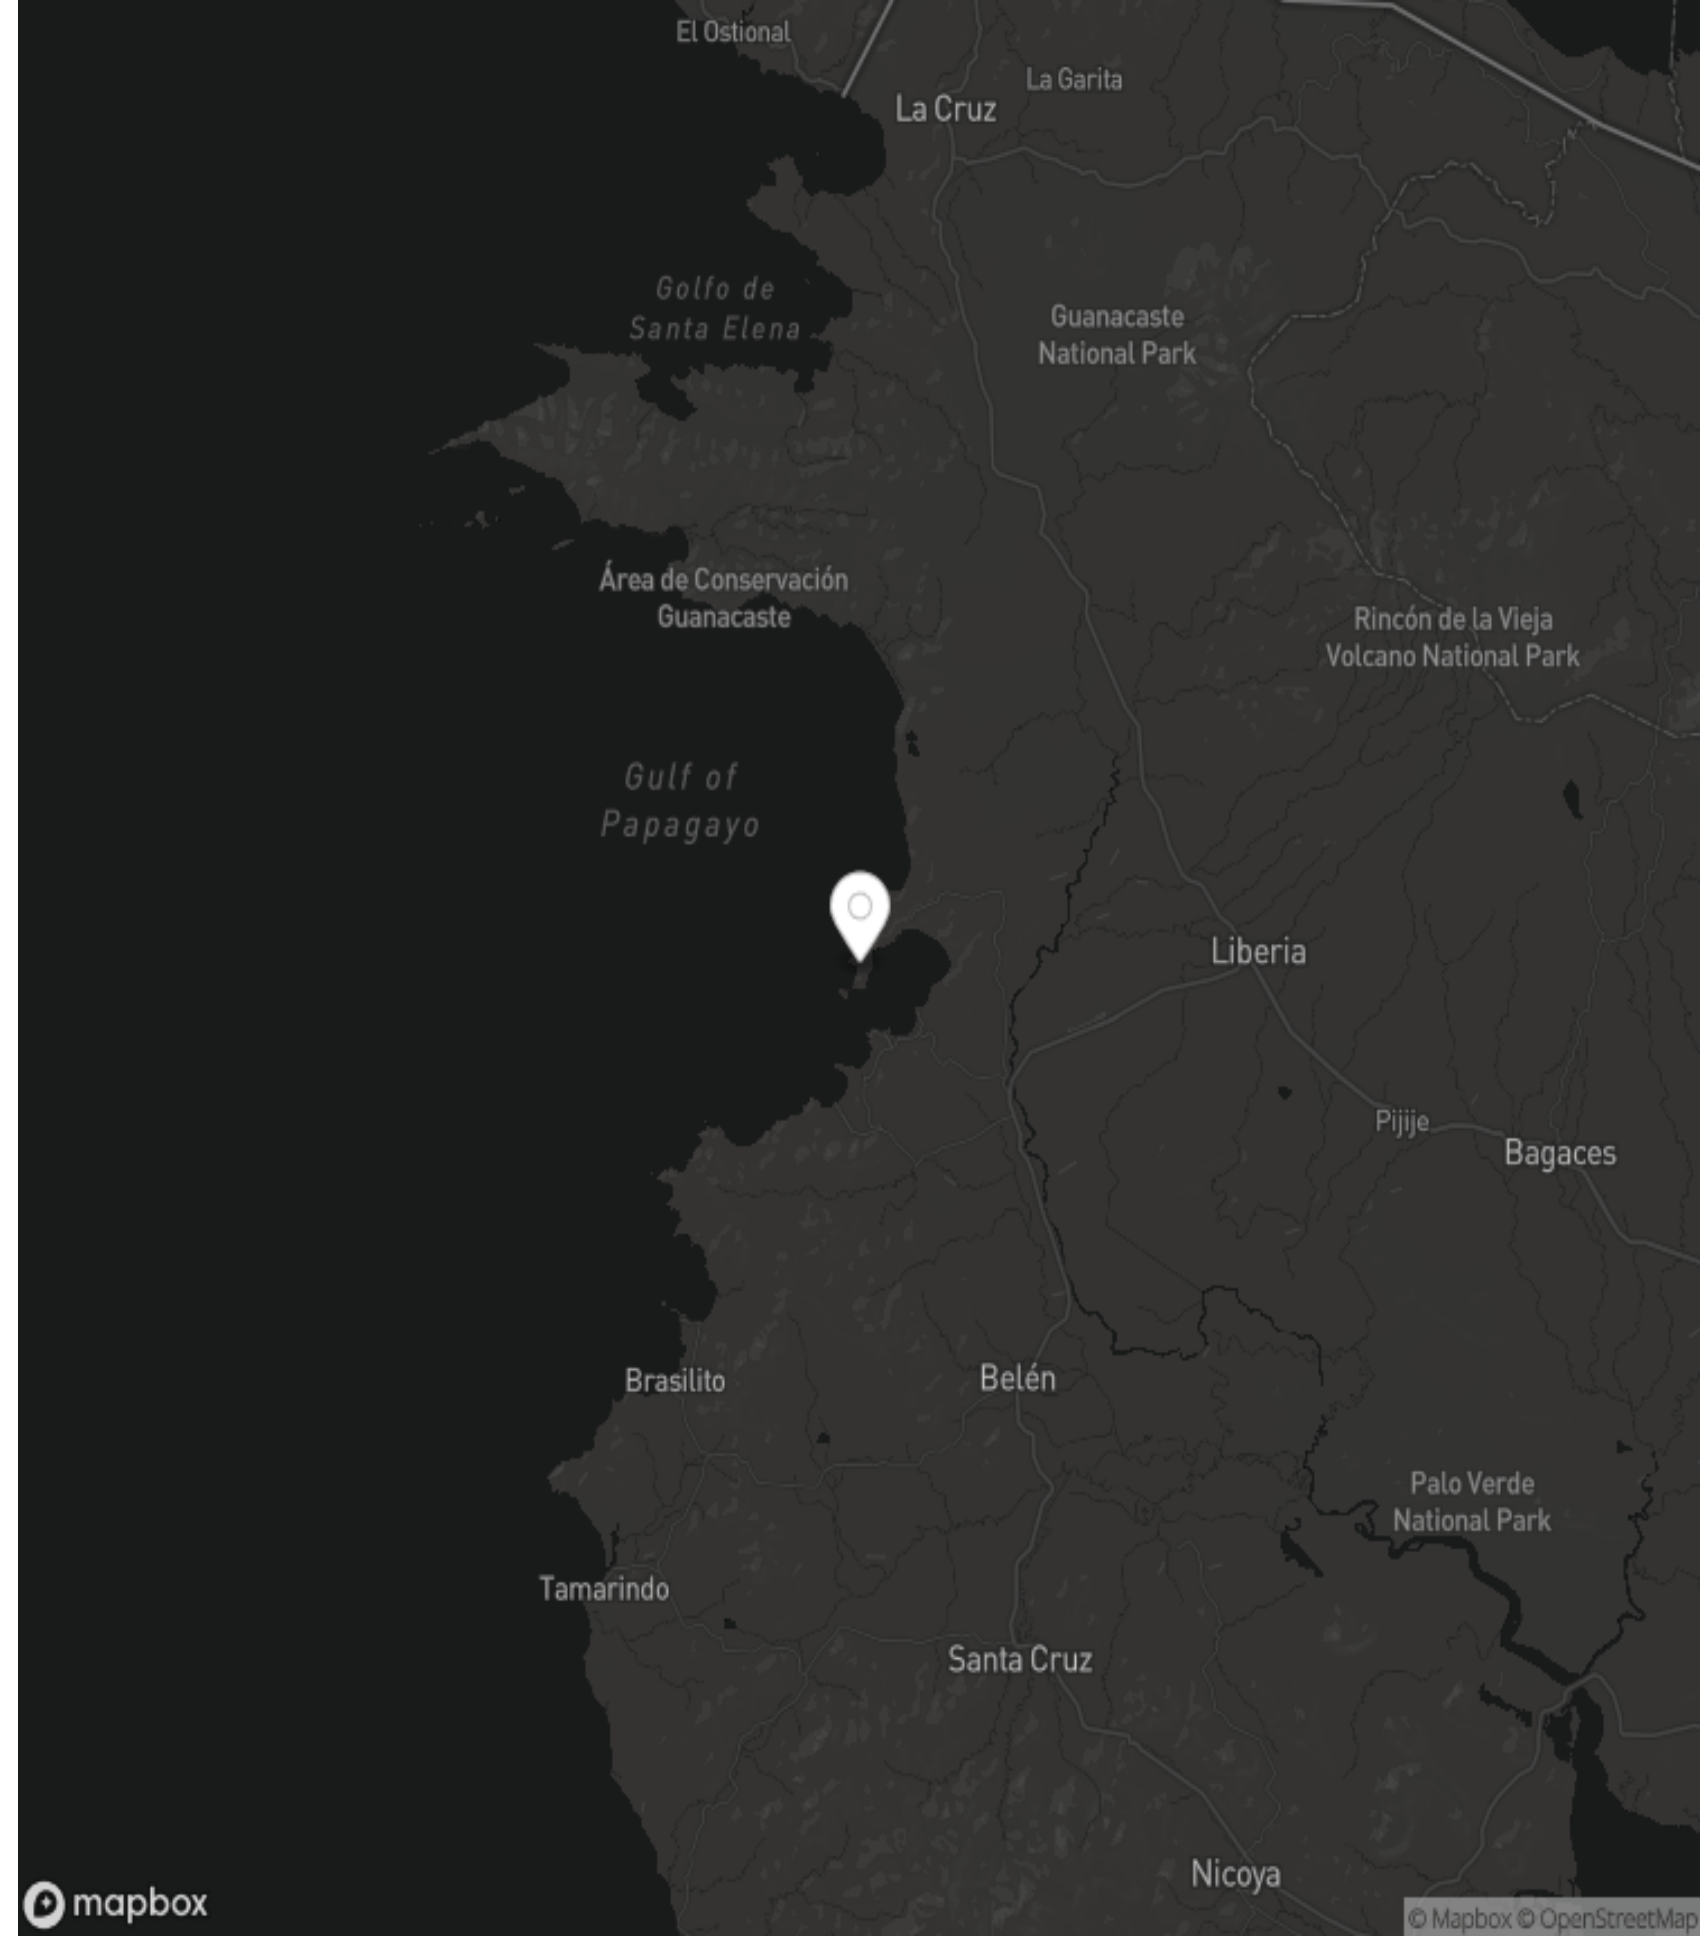 El Ostional
La Garita
La Cruz
Golfo de
Santa Elena
Guanacaste
National Park
Área de Conservación
Guanacaste
Rincón de la Vieja
Volcano National Park
Gulf of
Papagayo
Liberia
Pijije
Bagaces
Brasilito
Belén
Palo Verde
National Park
Tamarindo
Santa Cruz
Nicoya
mapbox
© Mapbox © OpenStreetMap